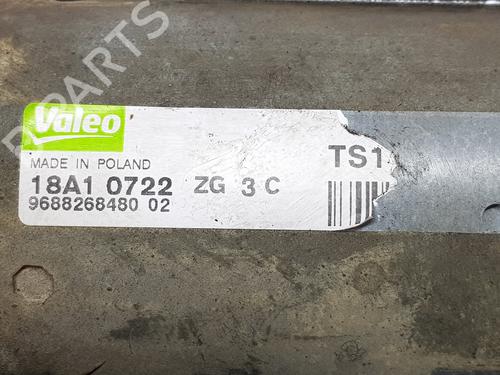 Valeo
MADE IN POLAND
TS1
18A1 0722 ZG 3 C
9688268480 02